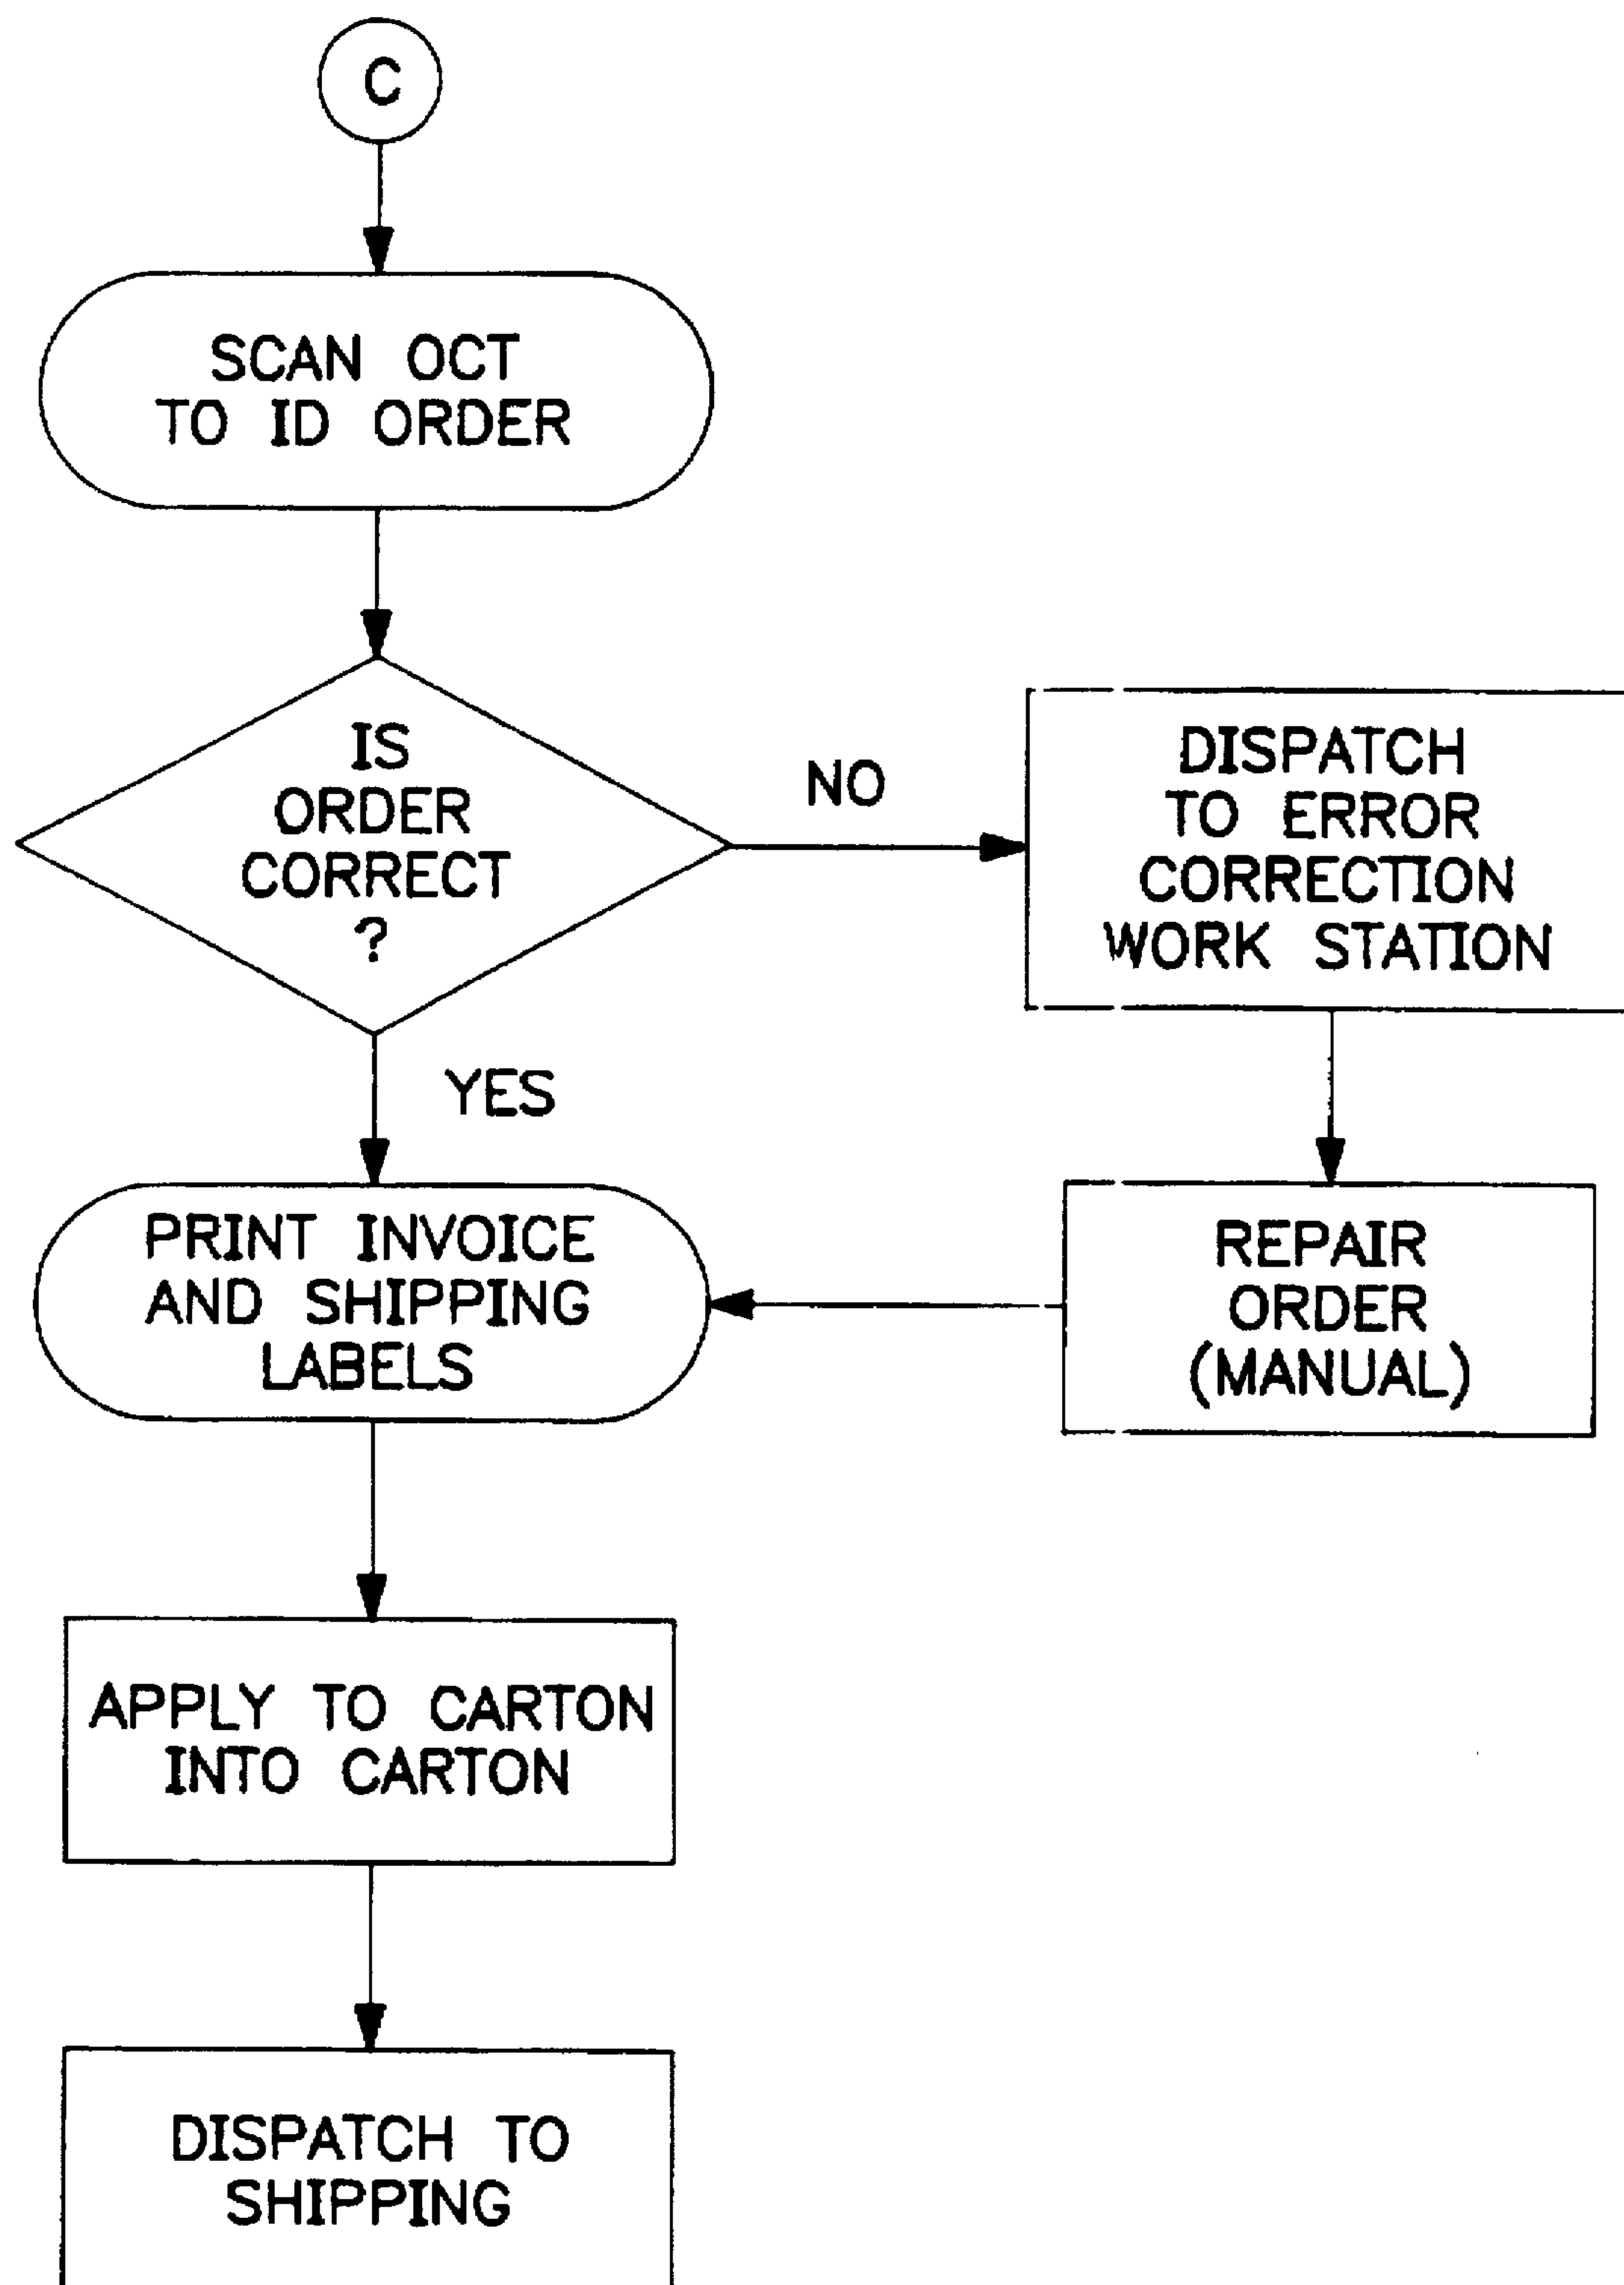 C
SCAN OCT
TO ID ORDER
IS
ORDER
CORRECT
?
NO
DISPATCH
TO ERROR
CORRECTION
WORK STATION
YES
PRINT INVOICE
AND SHIPPING
LABELS
REPAIR
ORDER
(MANUAL)
APPLY TO CARTON
INTO CARTON
DISPATCH TO
SHIPPING